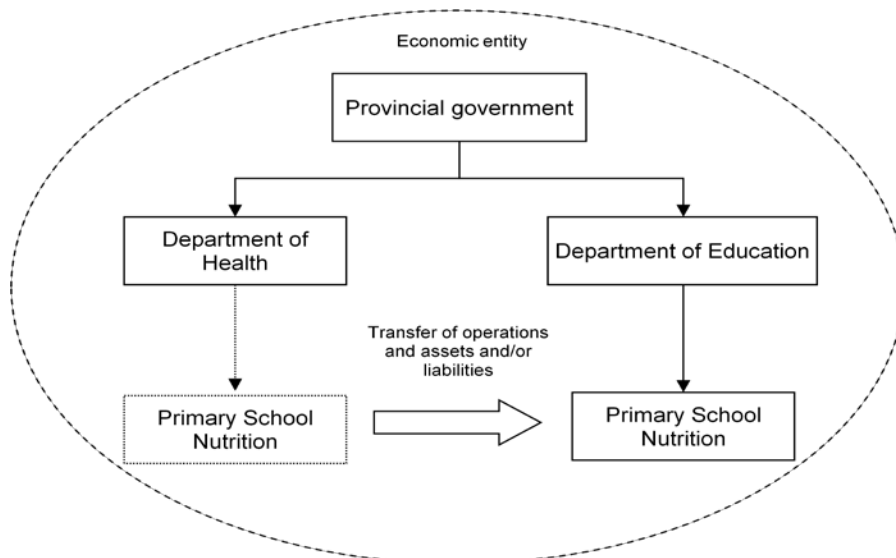 Economic entity
Provincial government
Department of
Health
Department of Education
Transfer of operations
and assets and/or
liabilities
Primary School
Nutrition
Primary School
Nutrition